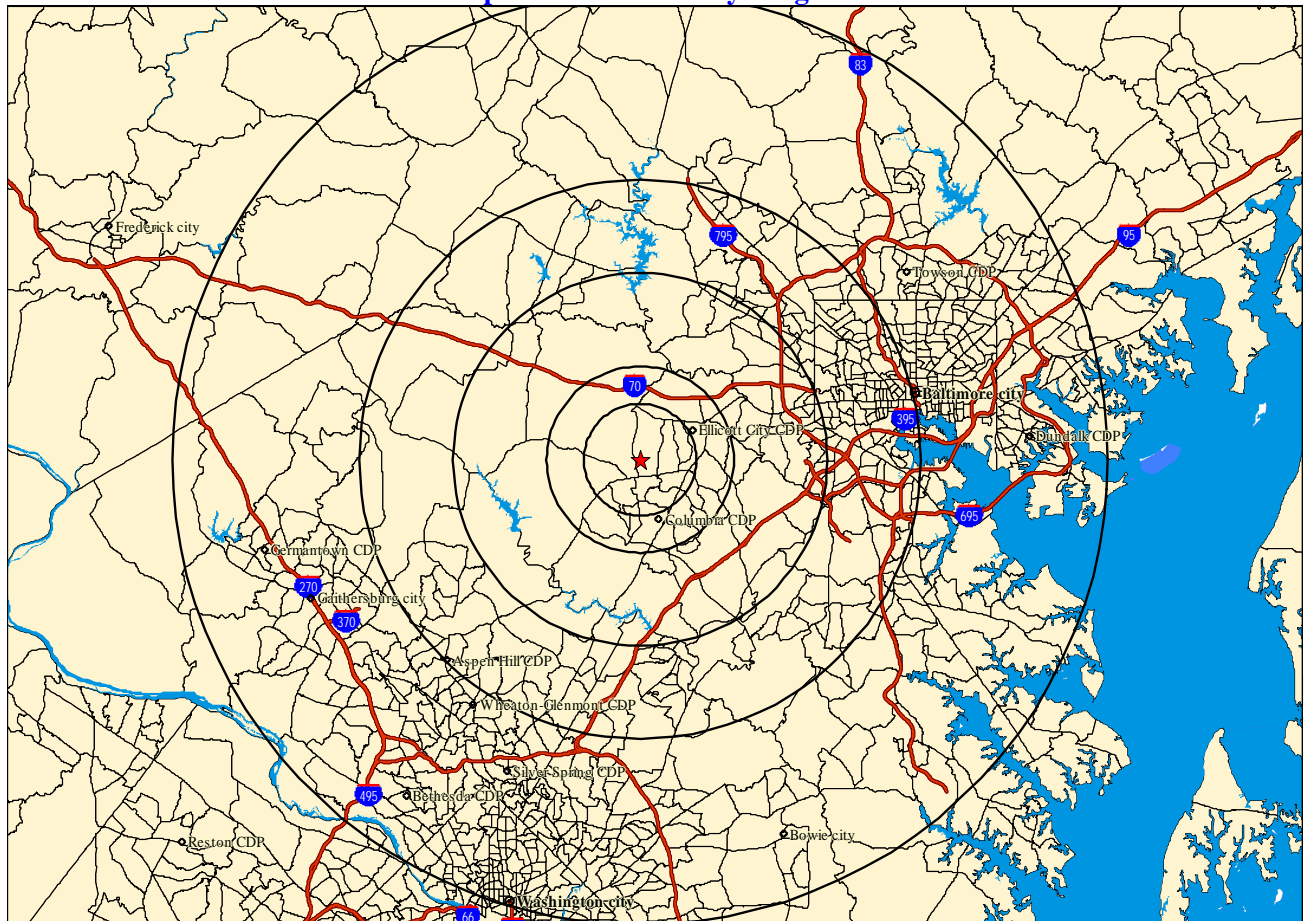 83
Frederick city
795
95
Towson CDP
70
Baltimore city
395
Ellicott City CDP
Dundalk CDP
Columbia CDP
695
Germantown CDP
270
Gaithersburg city
370
Aspen Hill CDP
Wheaton-Glenmont CDP
Silver Spring CDP
495
Bethesda CDP
Bowie city
Reston CDP
Washington city
66